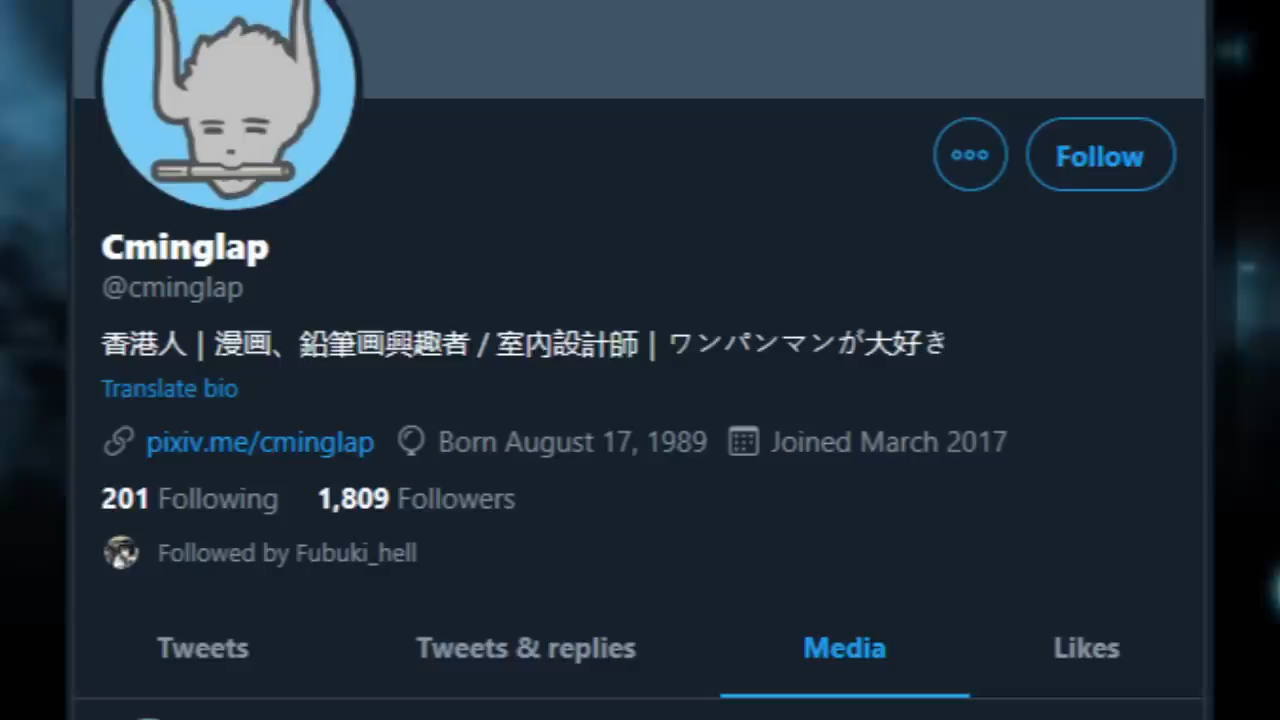 Follow
Cminglap
@cminglap
香港人 | 漫画、鉛筆画興趣者 / 室内設計師 | ワンパンマンが大好き
Translate bio
pixiv.me/cminglap Born August 17, 1989 Joined March 2017
201 Following 1,809 Followers
Followed by Fubuki_hell
Tweets Tweets & replies Media Likes